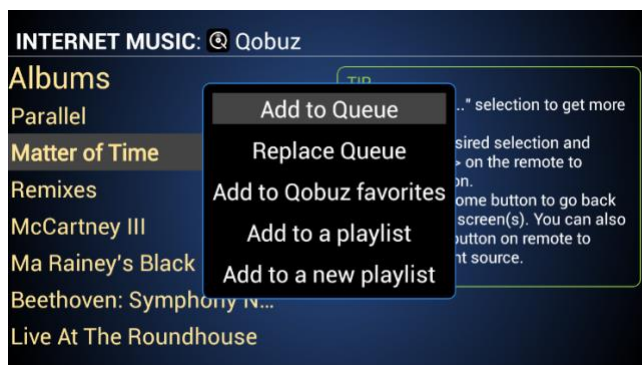 INTERNET MUSIC: Qobuz
Albums
Parallel
Matter of Time
Remixes
McCartney III
Ma Rainey's Black
Beethoven: Symphony N...
Live At The Roundhouse
Add to Queue
Replace Queue
Add to Qobuz favorites
Add to a playlist
Add to a new playlist
TIP
..." selection to get more
sired selection and
> on the remote to
on.
ome button to go back
screen(s). You can also
button on remote to
nt source.